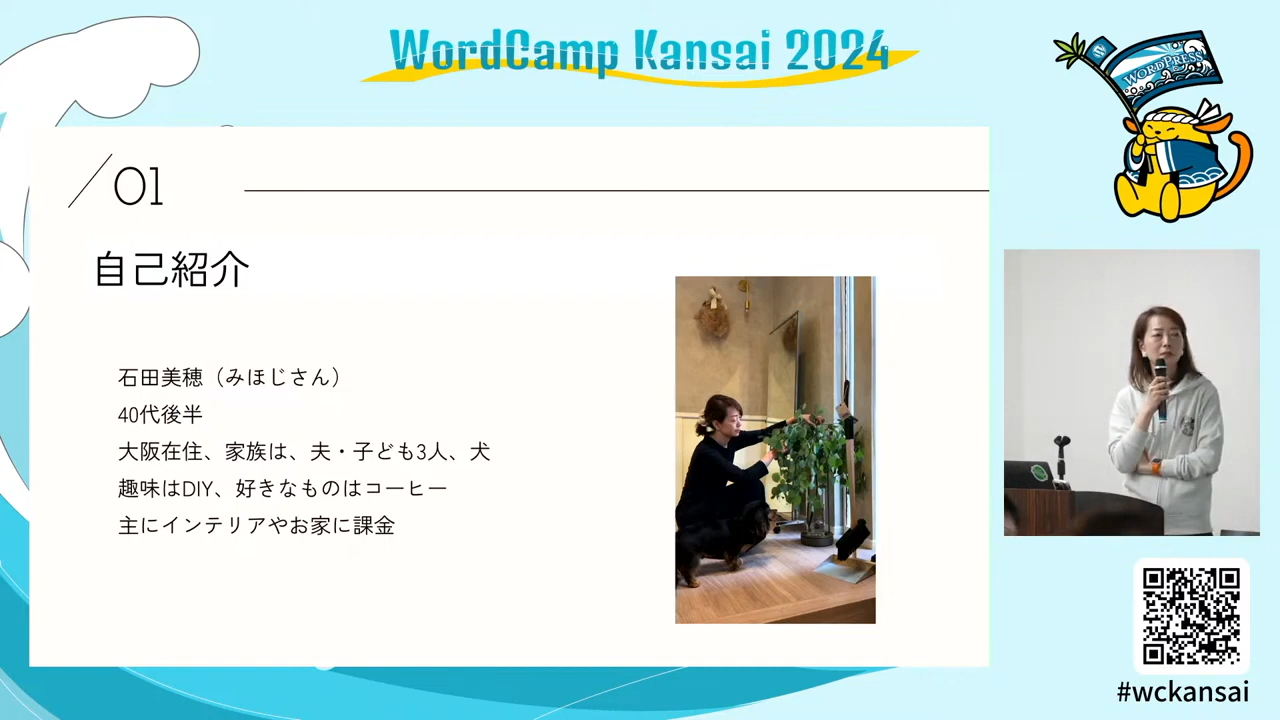 WordCamp Kansai 2024
WORDPRESS
/01
自己紹介
石田美穂（みほじさん）
40代後半
大阪在住、家族は、夫・子ども3人、犬
趣味はDIY、好きなものはコーヒー
主にインテリアやお家に課金
#wckansai